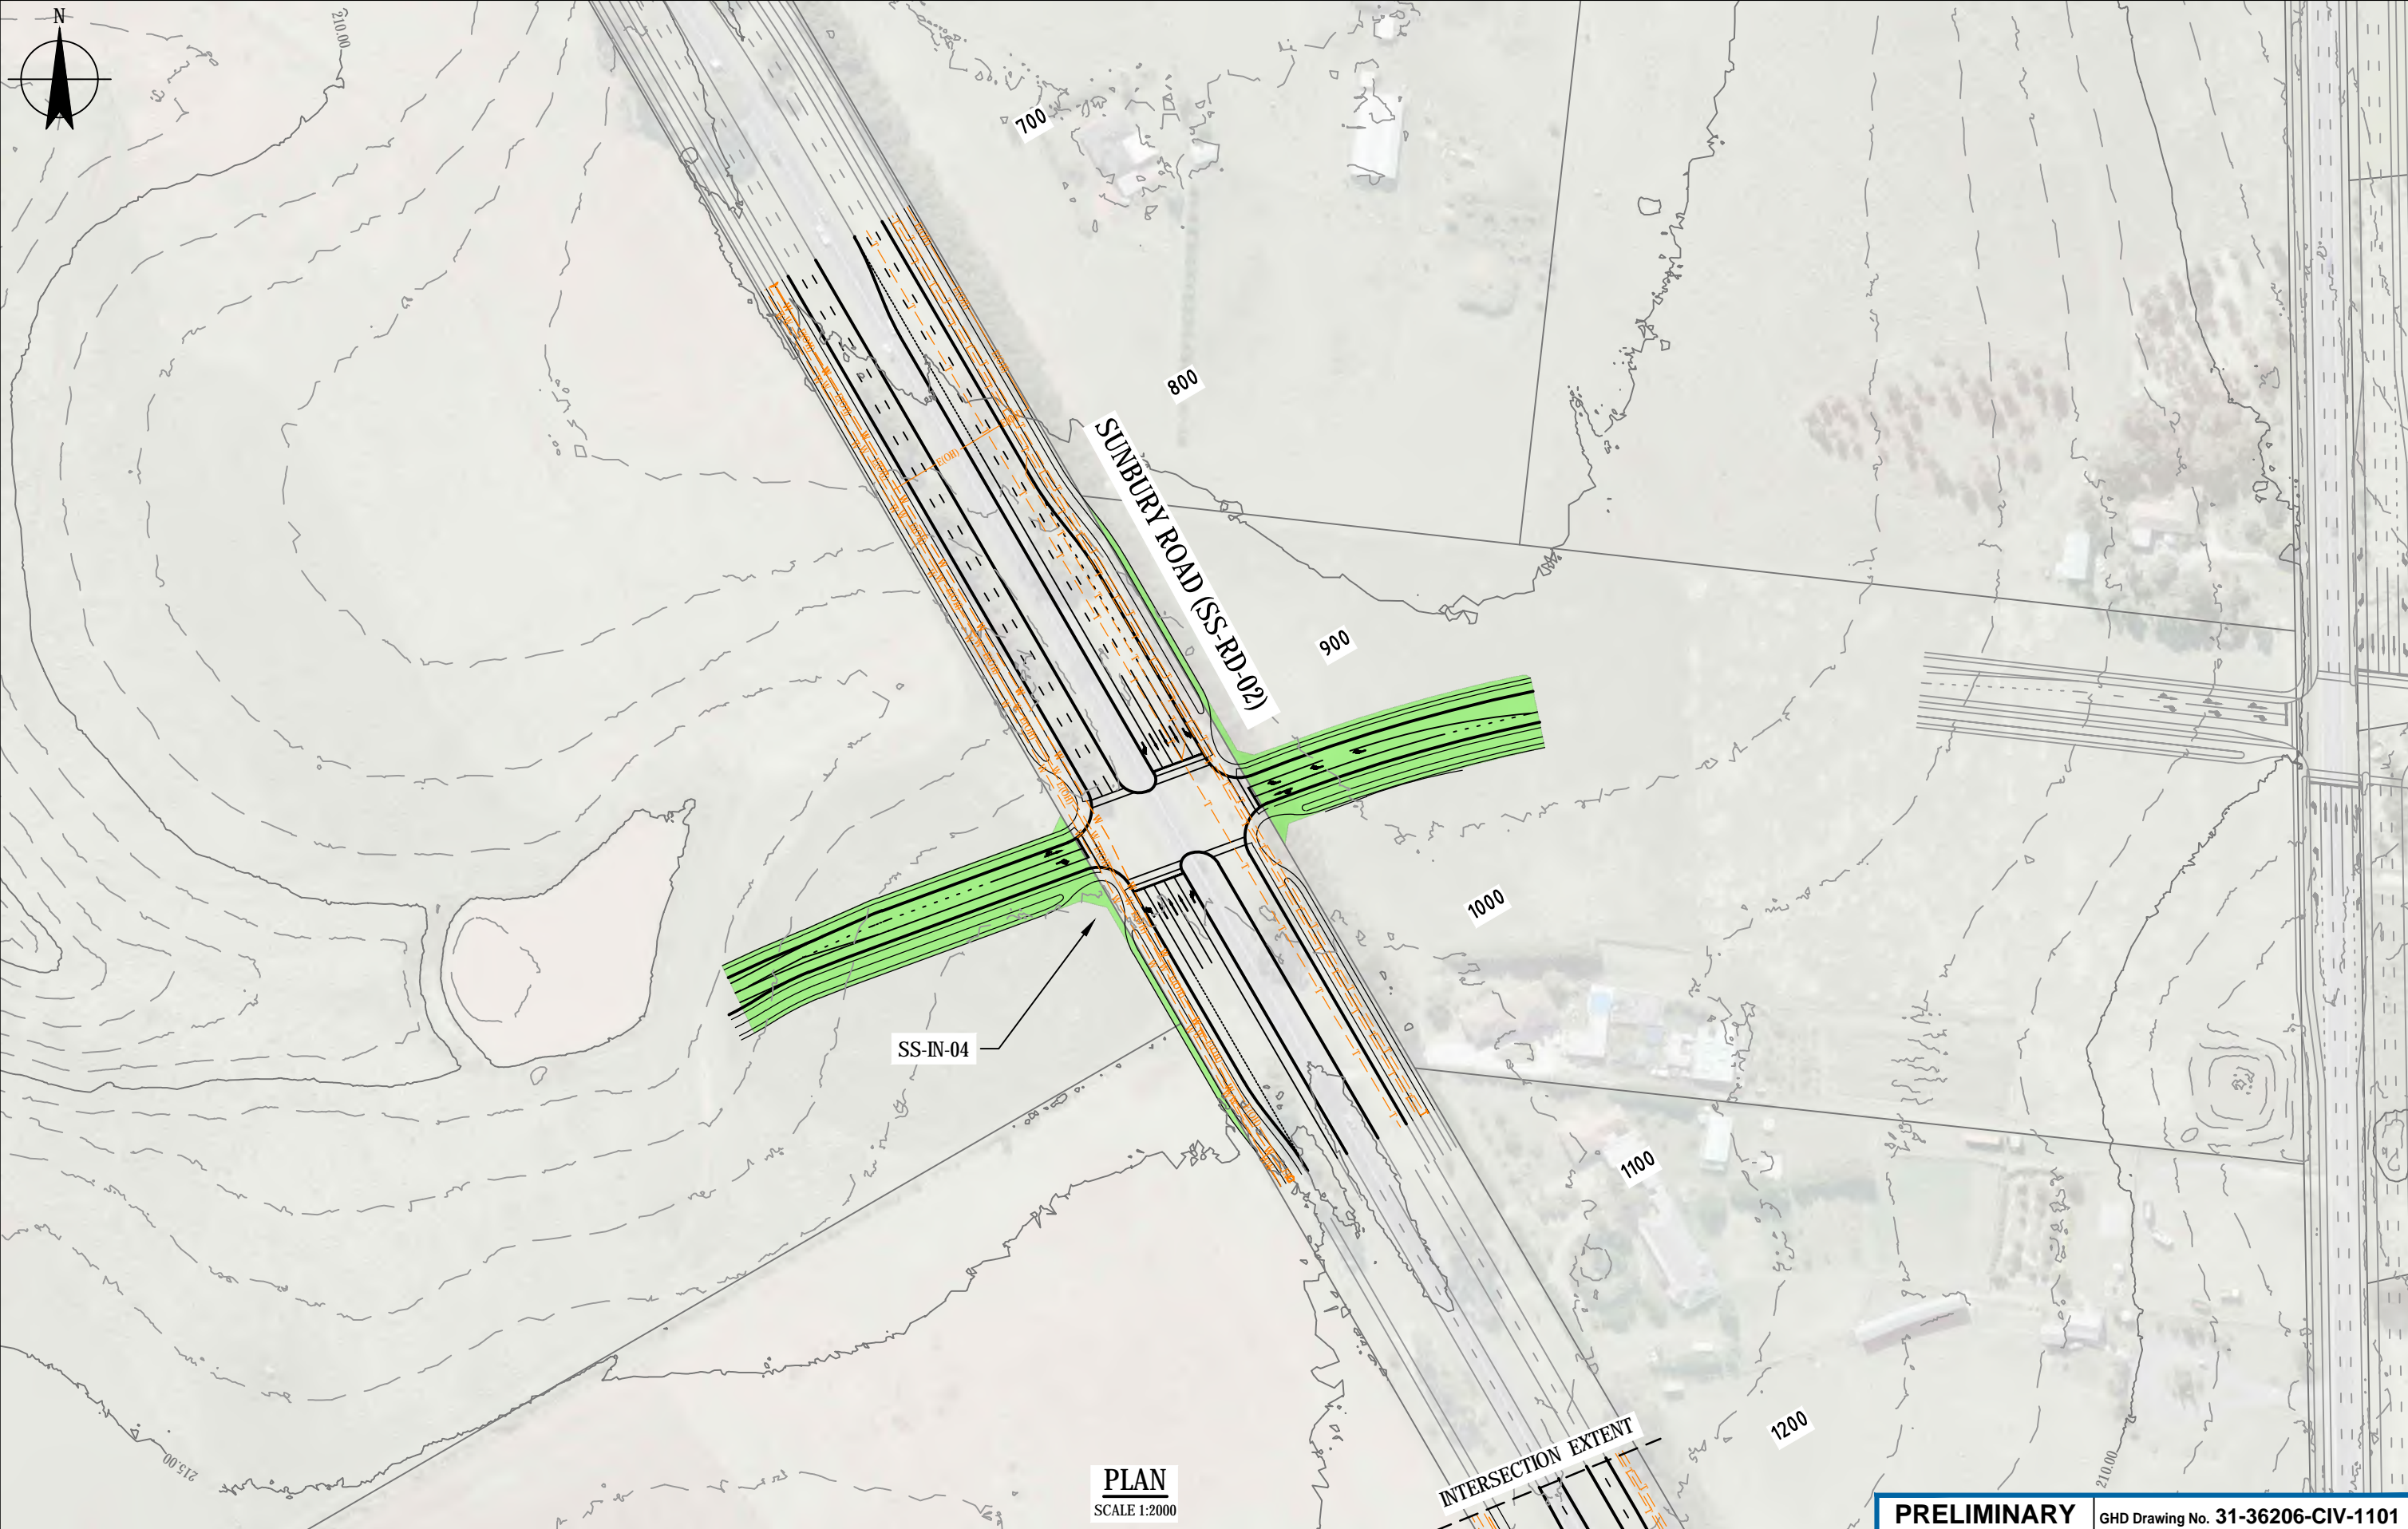 N
210.00
700
800
SUNBURY ROAD (SS-RD-02)
E(OH)
900
1000
SS-IN-04
1100
1200
INTERSECTION EXTENT
215.00
210.00
PLAN
SCALE 1:2000
PRELIMINARY
GHD Drawing No. 31-36206-CIV-1101